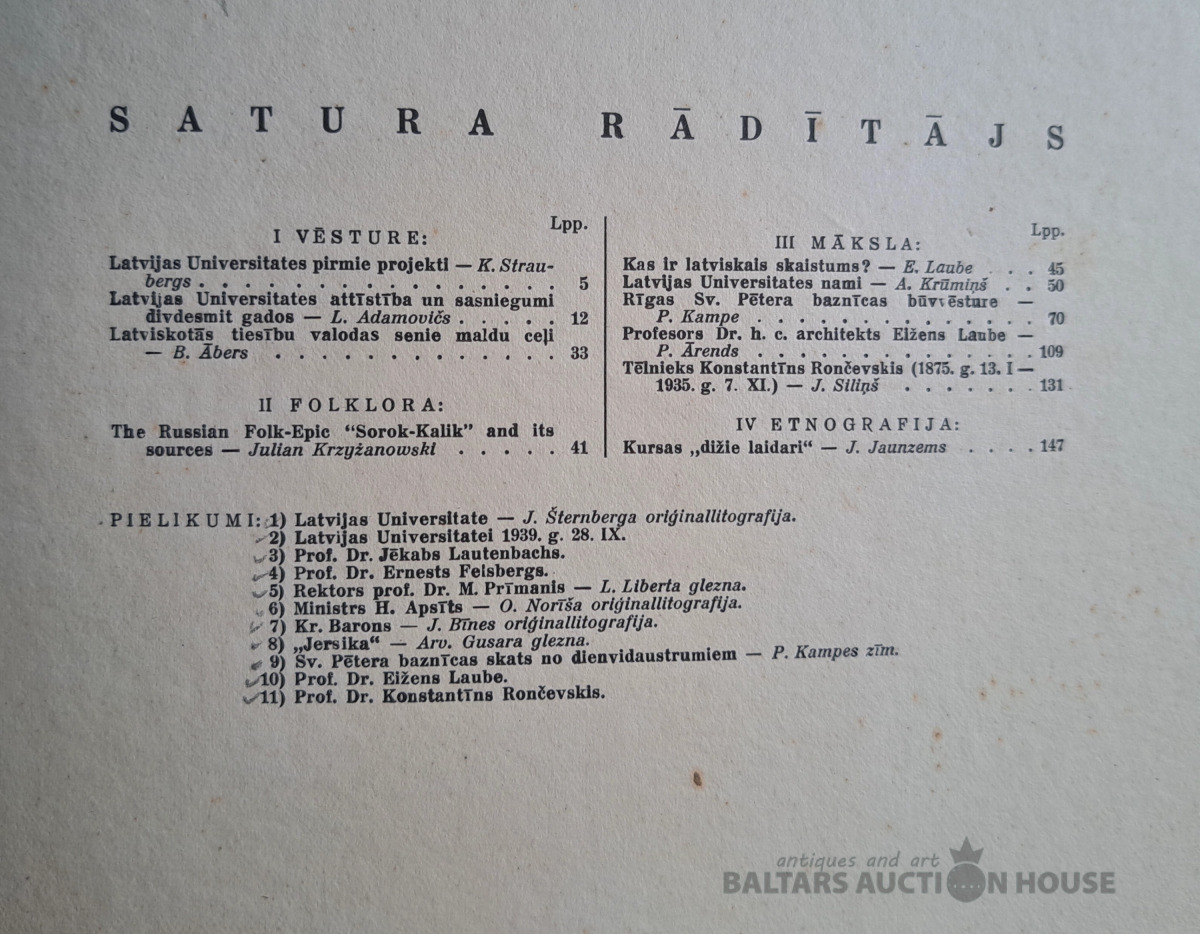 SATURA RĀDĪTĀJS
Lpp.
I VĒSTURE:
Latvijas Universitates pirmie projekti — K. Strau-
bergs . . . . . . . . . . . . . . . . 5
Latvijas Universitates attīstība un sasniegumi
divdesmit gados — L. Adamovičs . . . . . 12
Latviskotās tiesību valodas senie maldu ceļi
— B. Ābers . . . . . . . . . . . . . 33
II FOLKLORA:
The Russian Folk-Epic “Sorok-Kalik” and its
sources — Julian Krzyżanowski . . . . . 41
Lpp.
III MĀKSLA:
Kas ir latviskais skaistums? — E. Laube . . . 45
Latvijas Universitates nami — A. Krūmiņš . . 50
Rīgas Sv. Pētera baznīcas būvvēsture —
P. Kampe . . . . . . . . . . . . . 70
Profesors Dr. h. c. architekts Eižens Laube —
P. Ārends . . . . . . . . . . . . . 109
Tēlnieks Konstantīns Rončevskis (1875. g. 13. I —
1935. g. 7. XI.) — J. Siliņš . . . . . . . 131
IV ETNOGRAFIJA:
Kursas „dižie laidari“ — J. Jaunzems . . . . 147
PIELIKUMI: 1) Latvijas Universitate — J. Šternberga oriģinallitografija.
2) Latvijas Universitatei 1939. g. 28. IX.
3) Prof. Dr. Jēkabs Lautenbachs.
4) Prof. Dr. Ernests Felsbergs.
5) Rektors prof. Dr. M. Prīmanis — L. Liberta glezna.
6) Ministrs H. Apsīts — O. Norīša oriģinallitografija.
7) Kr. Barons — J. Bīnes oriģinallitografija.
8) „Jersika“ — Arv. Gusara glezna.
9) Sv. Pētera baznīcas skats no dienvidaustrumiem — P. Kampes zīm.
10) Prof. Dr. Eižens Laube.
11) Prof. Dr. Konstantīns Rončevskis.
antiques and art
BALTARS AUCTION HOUSE